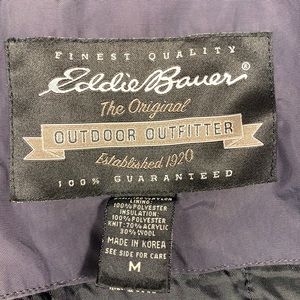 FINEST QUALITY
Eddie Bauer®
The Original
OUTDOOR OUTFITTER
Established 1920
100% GUARANTEED
LINING:
100% POLYESTER
INSULATION:
100% POLYESTER
KNIT: 70% ACRYLIC
30% WOOL
MADE IN KOREA
SEE SIDE FOR CARE
M